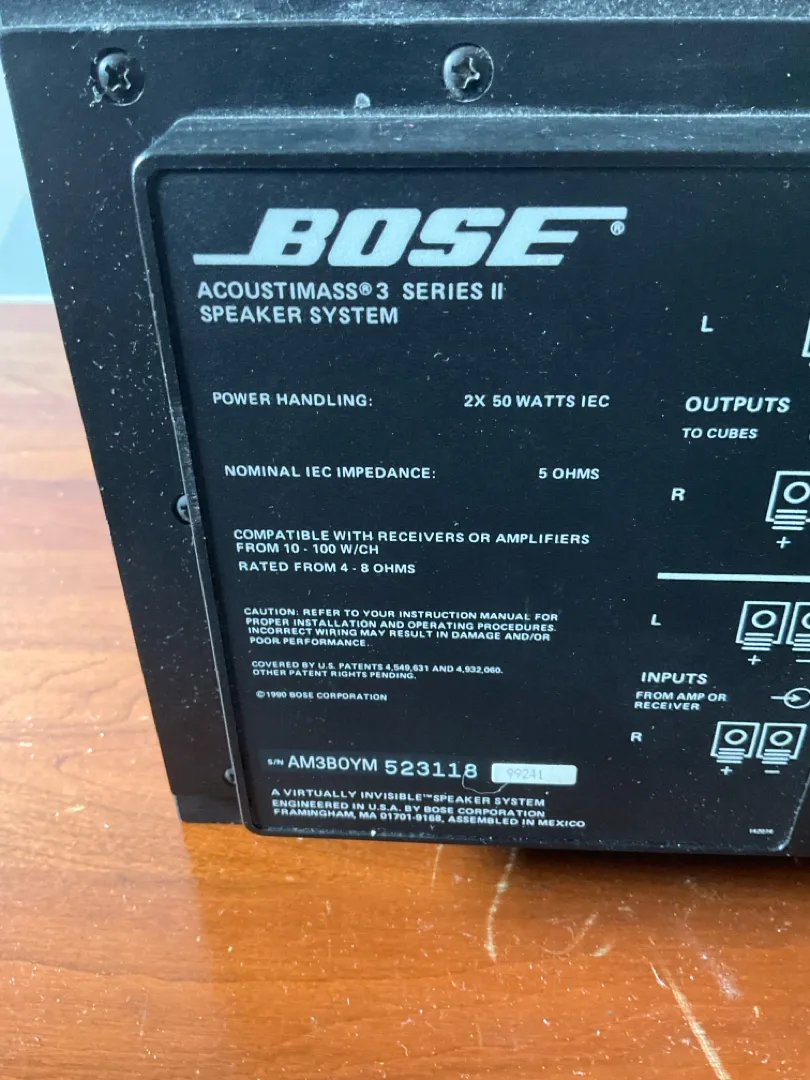 BOSE®
ACOUSTIMASS® 3 SERIES II
SPEAKER SYSTEM
POWER HANDLING: 2X 50 WATTS IEC
NOMINAL IEC IMPEDANCE: 5 OHMS
COMPATIBLE WITH RECEIVERS OR AMPLIFIERS
FROM 10 - 100 W/CH
RATED FROM 4 - 8 OHMS
CAUTION: REFER TO YOUR INSTRUCTION MANUAL FOR
PROPER INSTALLATION AND OPERATING PROCEDURES.
INCORRECT WIRING MAY RESULT IN DAMAGE AND/OR
POOR PERFORMANCE.
COVERED BY U.S. PATENTS 4,549,631 AND 4,932,060.
OTHER PATENT RIGHTS PENDING.
©1990 BOSE CORPORATION
S/N AM3B0YM 523118 99241
A VIRTUALLY INVISIBLE™ SPEAKER SYSTEM
ENGINEERED IN U.S.A. BY BOSE CORPORATION
FRAMINGHAM, MA 01701-9168, ASSEMBLED IN MEXICO
L
OUTPUTS
TO CUBES
R
+
L
+ −
INPUTS
FROM AMP OR
RECEIVER
R
+ −